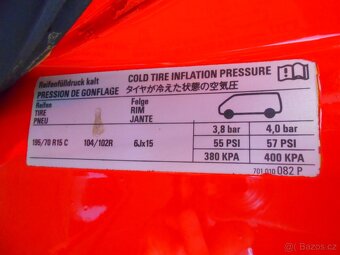 Reifenfülldruck kalt
COLD TIRE INFLATION PRESSURE
PRESSION DE GONFLAGE
タイヤが冷えた状態の空気圧
Reifen
TIRE
PNEU
Felge
RIM
JANTE
3,8 bar 4,0 bar
195/70 R15 C 104/102R 6Jx15 55 PSI 57 PSI
380 KPA 400 KPA
701 010 082 P
Bazoš.cz